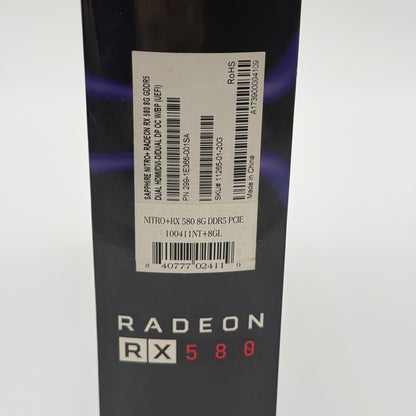 SAPPHIRE NITRO+ RADEON RX 580 8G GDDR5
DUAL HDMI/DVI-D/DUAL DP OC W/BP (UEFI)
PN 299-1E366-001SA
SKU# 11265-01-20G
RoHS
Made in China
A173900004109
NITRO+RX 580 8G DDR5 PCIE
100411NT+8GL
8 40777 02411 9
RADEON
RX 580